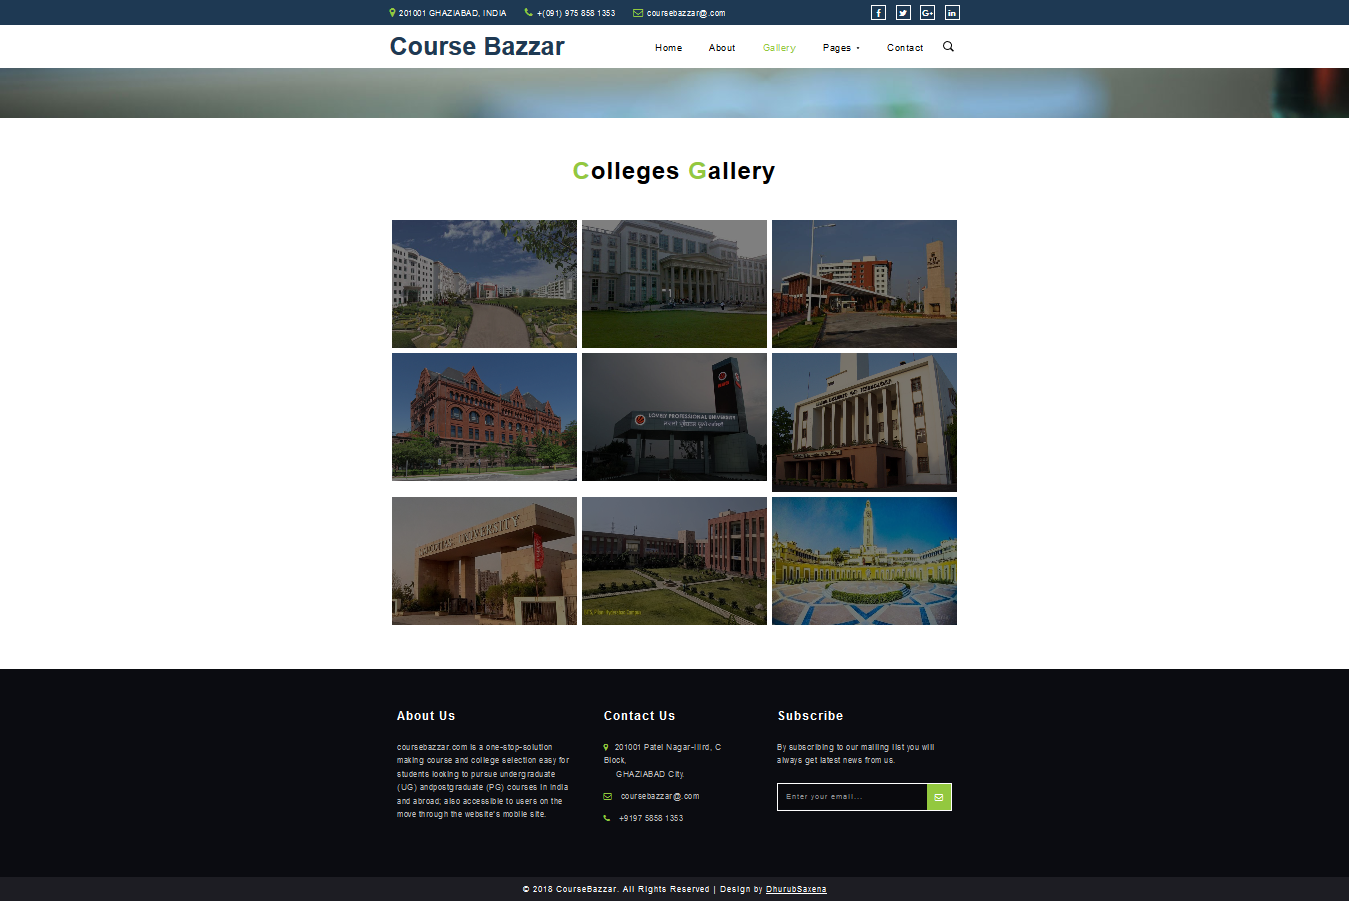 201001 GHAZIABAD, INDIA +(091) 975 858 1353 coursebazzar@.com
Course Bazzar
Home About Gallery Pages Contact
Colleges Gallery
LOVELY PROFESSIONAL UNIVERSITY
UNIVERSITY
About Us
coursebazzar.com is a one-stop-solution
making course and college selection easy for
students looking to pursue undergraduate
(UG) andpostgraduate (PG) courses in India
and abroad; also accessible to users on the
move through the website's mobile site.
Contact Us
201001 Patel Nagar-IIIrd, C
Block,
GHAZIABAD City.
coursebazzar@.com
+9197 5858 1353
Subscribe
By subscribing to our mailing list you will
always get latest news from us.
Enter your email...
© 2018 CourseBazzar. All Rights Reserved | Design by DhurubSaxena